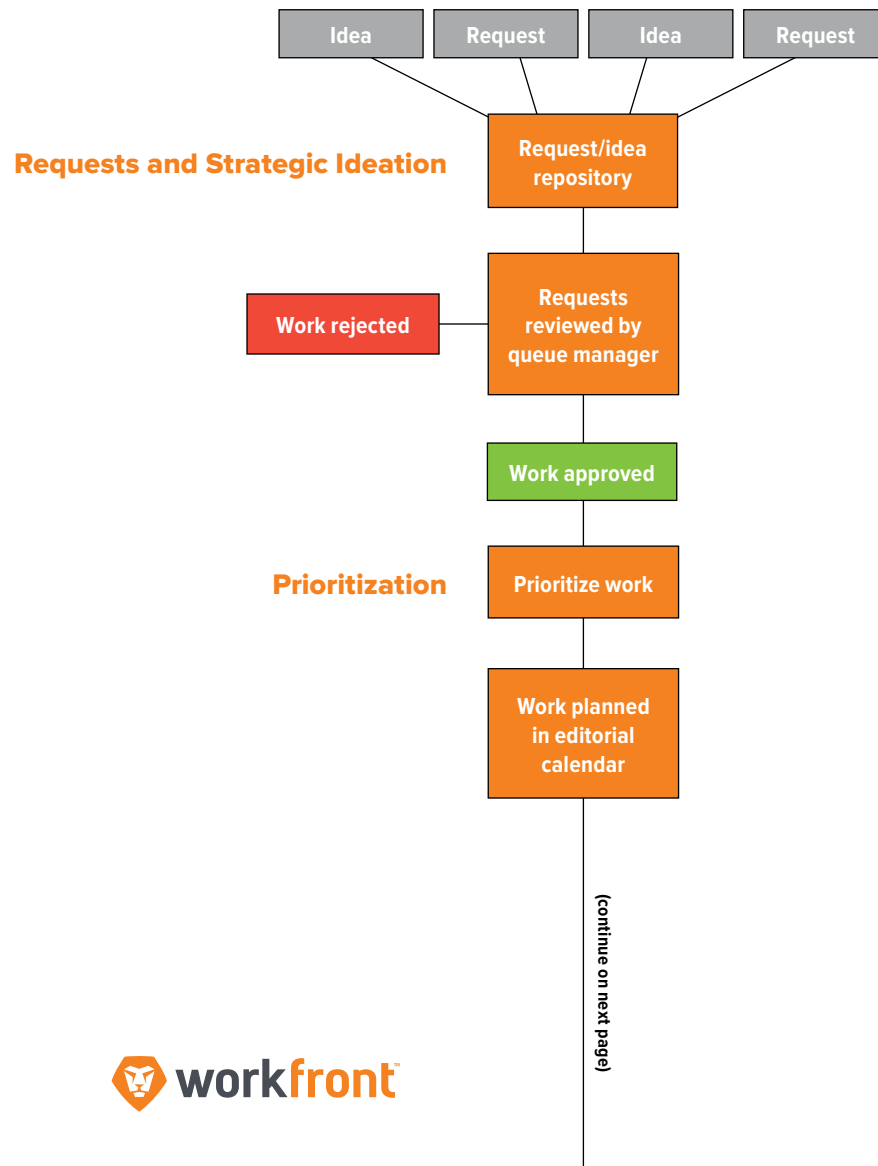 Idea
Request
Idea
Request
Requests and Strategic Ideation
Request/idea
repository
Work rejected
Requests
reviewed by
queue manager
Work approved
Prioritization
Prioritize work
Work planned
in editorial
calendar
(continue on next page)
workfront™